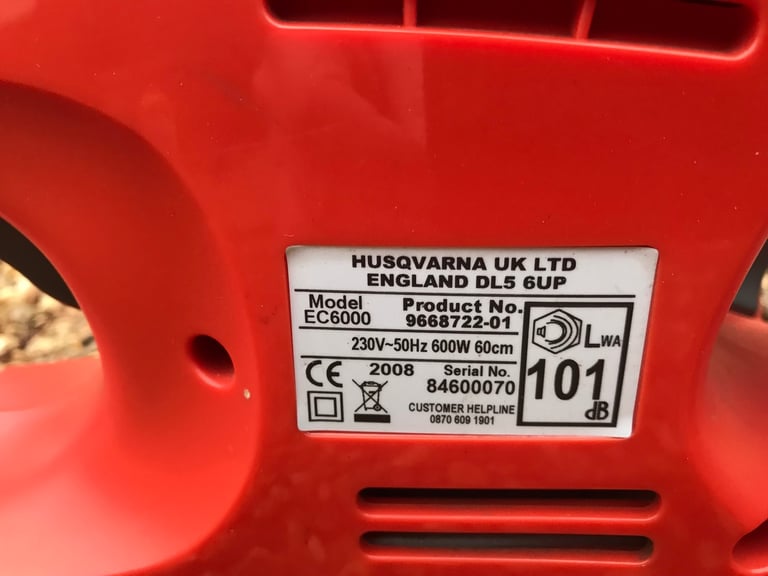 HUSQVARNA UK LTD
ENGLAND DL5 6UP
Model
EC6000
Product No.
9668722-01
230V~50Hz 600W 60cm
CE
2008
Serial No.
84600070
CUSTOMER HELPLINE
0870 609 1901
LWA
101
dB